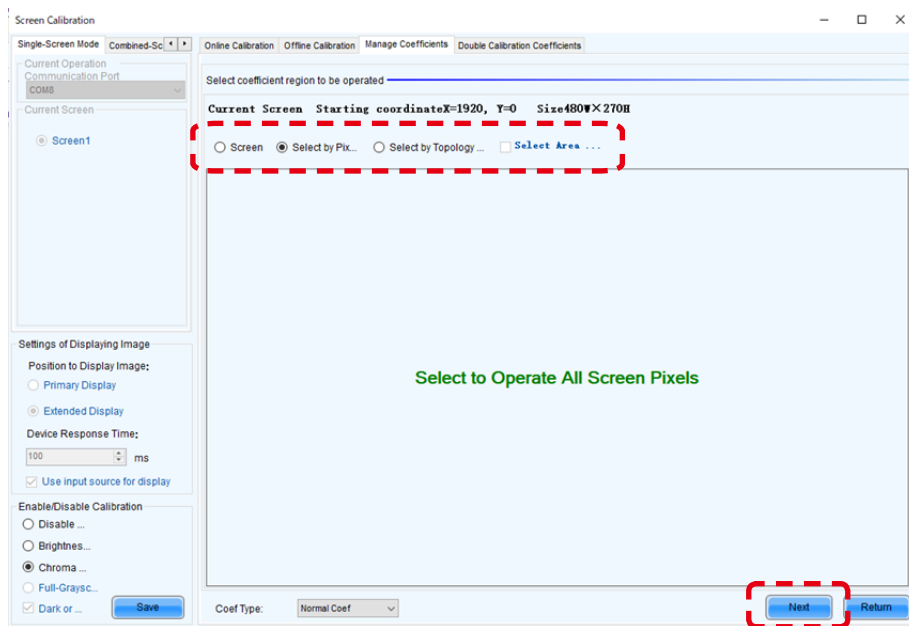 Screen Calibration
Single-Screen Mode Combined-Sc
Current Operation
Communication Port
COM8
Current Screen
Screen1
Settings of Displaying Image
Position to Display Image:
Primary Display
Extended Display
Device Response Time:
100 ms
Use input source for display
Enable/Disable Calibration
Disable ...
Brightnes...
Chroma ...
Full-Graysc...
Dark or ... Save
Online Calibration Offline Calibration Manage Coefficients Double Calibration Coefficients
Select coefficient region to be operated
Current Screen Starting coordinateX=1920, Y=0 Size480W×270H
Screen Select by Pix... Select by Topology ... Select Area ...
Select to Operate All Screen Pixels
Coef Type: Normal Coef Next Return